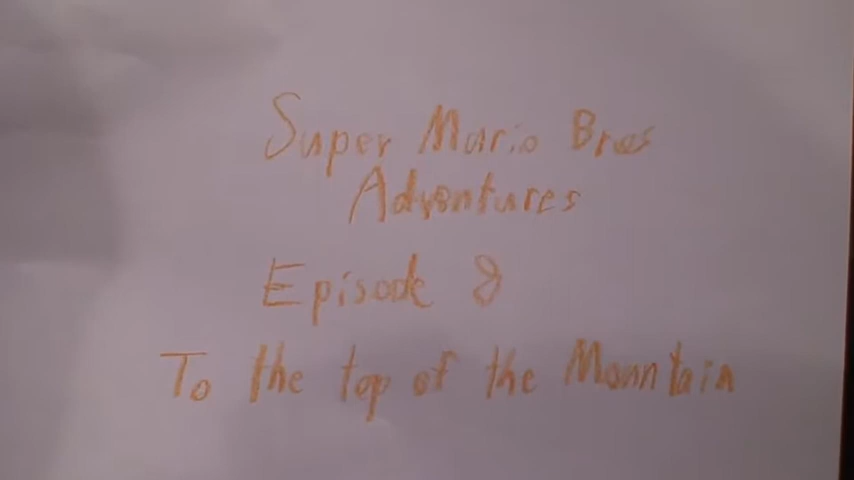 Super Mario Bros
Adventures
Episode 8
To the top of the Mountain